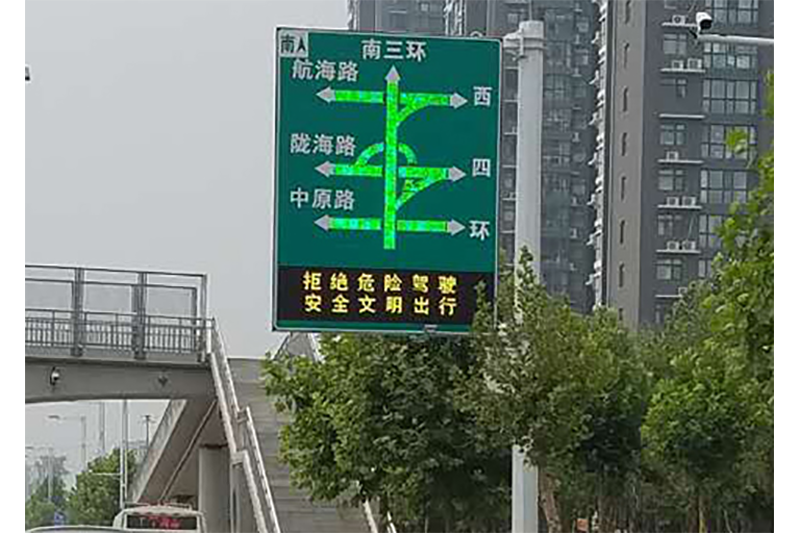 南
南三环
航海路
西
陇海路
四
中原路
环
拒绝危险驾驶
安全文明出行